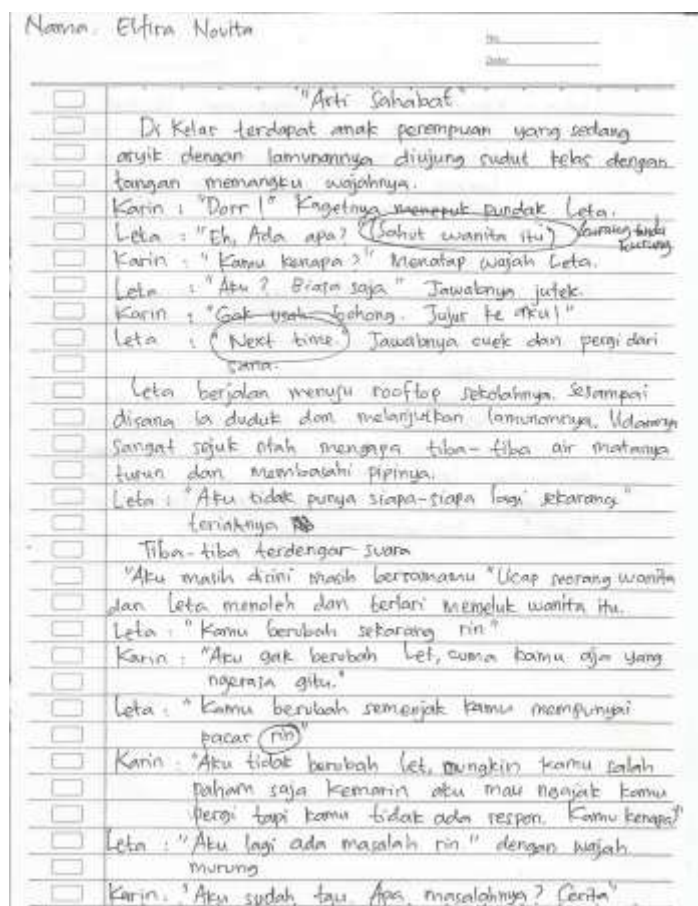 Nama. Elfira Novita
No.
Date:
"Arti Sahabat"
Di Kelas terdapat anak perempuan yang sedang
asyik dengan lamunannya diujung sudut kelas dengan
tangan memangku wajahnya.
Karin : "Dorr !" Kagetnya menepuk pundak Leta.
Leta : "Eh, Ada apa? (Sahut wanita itu) kurang tanda kurung
Karin : "Kamu kenapa?" Menatap wajah Leta.
Leta : "Aku? Biasa saja" Jawabnya jutek.
Karin : "Gak usah bohong. Jujur ke aku!"
Leta : "Next time" Jawabnya cuek dan pergi dari
sana.
Leta berjalan menuju rooftop sekolahnya. Sesampai
disana Ia duduk dan melanjutkan lamunannya. Udaranya
sangat sejuk ntah mengapa tiba-tiba air matanya
turun dan membasahi pipinya.
Leta : "Aku tidak punya siapa-siapa lagi sekarang"
teriaknya
Tiba-tiba terdengar suara
"Aku masih disini masih bersamamu "Ucap seorang wanita
dan Leta menoleh dan berlari memeluk wanita itu.
Leta : "Kamu berubah sekarang rin"
Karin : "Aku gak berubah Let, cuma kamu aja yang
ngerasa gitu."
Leta : "Kamu berubah semenjak kamu mempunyai
pacar rin"
Karin : "Aku tidak berubah Let, mungkin kamu salah
paham saja kemarin aku mau ngajak kamu
pergi tapi kamu tidak ada respon. Kamu kenapa?"
Leta : "Aku lagi ada masalah rin" dengan wajah
murung
Karin : "Aku sudah tau. Apa masalahnya? Cerita"